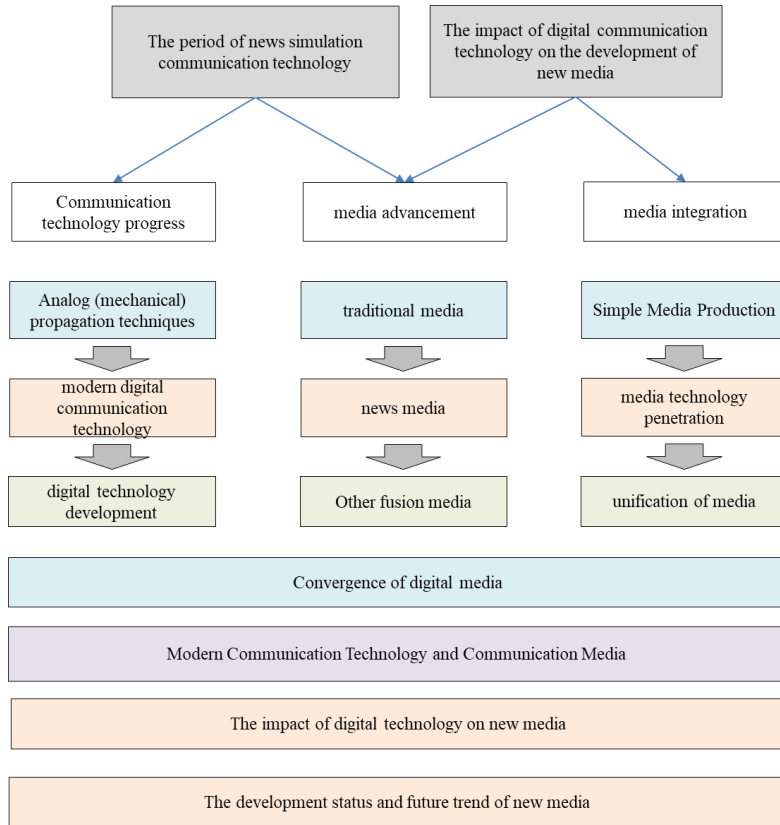 The period of news simulation
communication technology
The impact of digital communication
technology on the development of
new media
Communication
technology progress
media advancement
media integration
Analog (mechanical)
propagation techniques
traditional media
Simple Media Production
modern digital
communication
technology
news media
media technology
penetration
digital technology
development
Other fusion media
unification of media
Convergence of digital media
Modern Communication Technology and Communication Media
The impact of digital technology on new media
The development status and future trend of new media